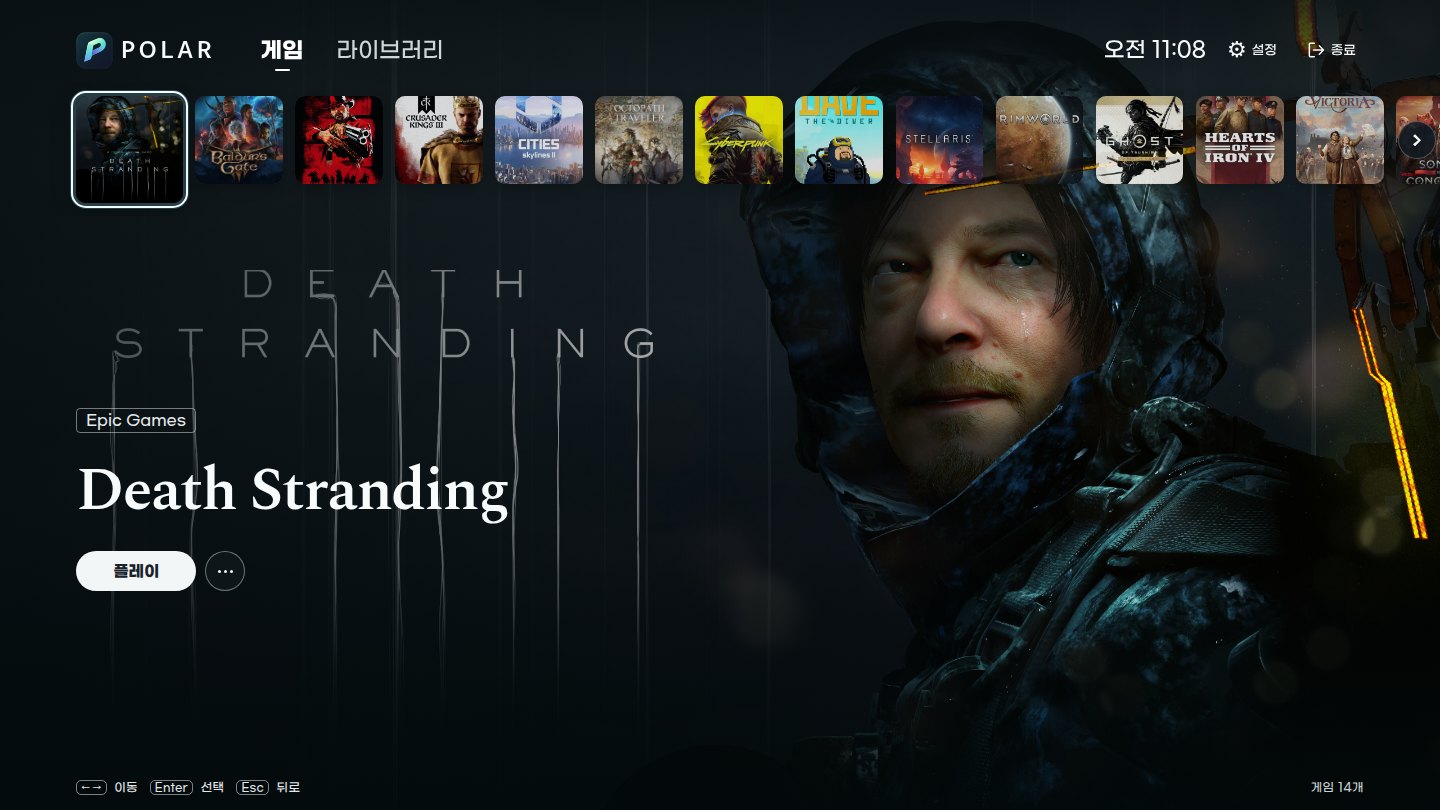 POLAR
게임
라이브러리
오전 11:08
설정
종료
DEATH
STRANDING
Baldur's
Gate
CRUSADER
KINGS III
CITIES
skylines II
OCTOPATH
TRAVELER
CYBERPUNK
DAVE
THE DIVER
STELLARIS
RIMWORLD
GHOST
OF TSUSHIMA
HEARTS
OF
IRON IV
VICTORIA
DEATH
STRANDING
Epic Games
Death Stranding
플레이
←→ 이동 Enter 선택 Esc 뒤로
게임 14개